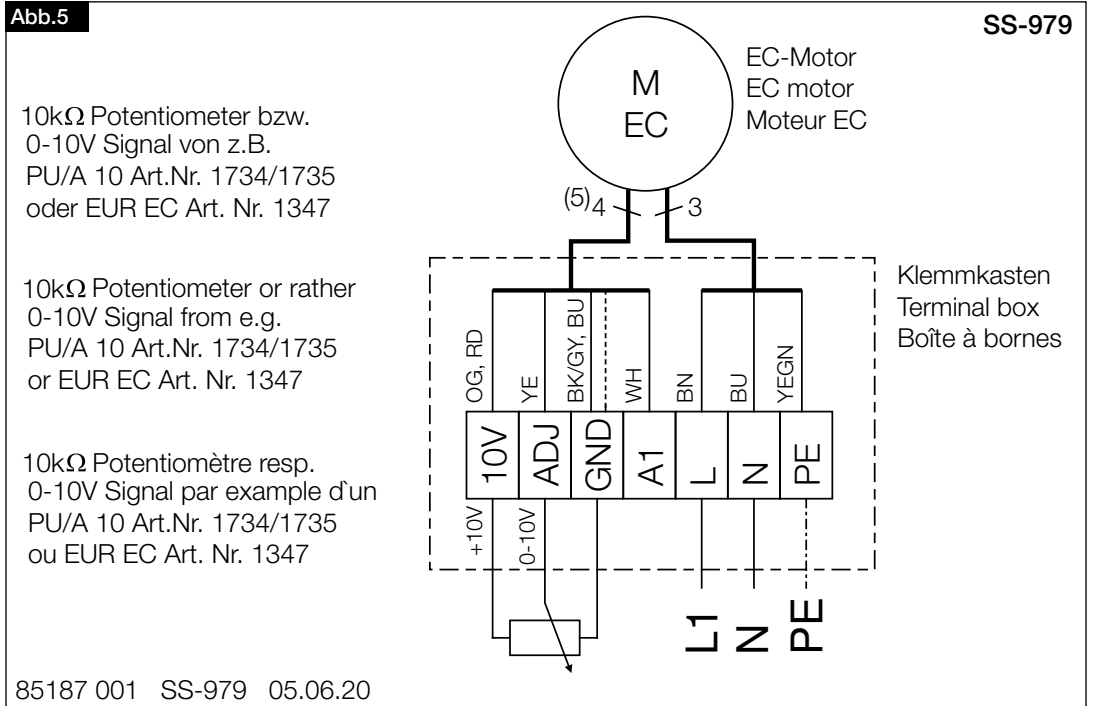 Abb.5
SS-979
EC-Motor
EC motor
Moteur EC
M
EC
10kΩ Potentiometer bzw.
0-10V Signal von z.B.
PU/A 10 Art.Nr. 1734/1735
oder EUR EC Art. Nr. 1347
(5)4
3
10kΩ Potentiometer or rather
0-10V Signal from e.g.
PU/A 10 Art.Nr. 1734/1735
or EUR EC Art. Nr. 1347
Klemmkasten
Terminal box
Boîte à bornes
OG, RD
YE
BK/GY, BU
WH
BN
BU
YEGN
10V
ADJ
GND
A1
L
N
PE
10kΩ Potentiomètre resp.
0-10V Signal par example d`un
PU/A 10 Art.Nr. 1734/1735
ou EUR EC Art. Nr. 1347
+10V
0-10V
L1
N
PE
85187 001 SS-979 05.06.20